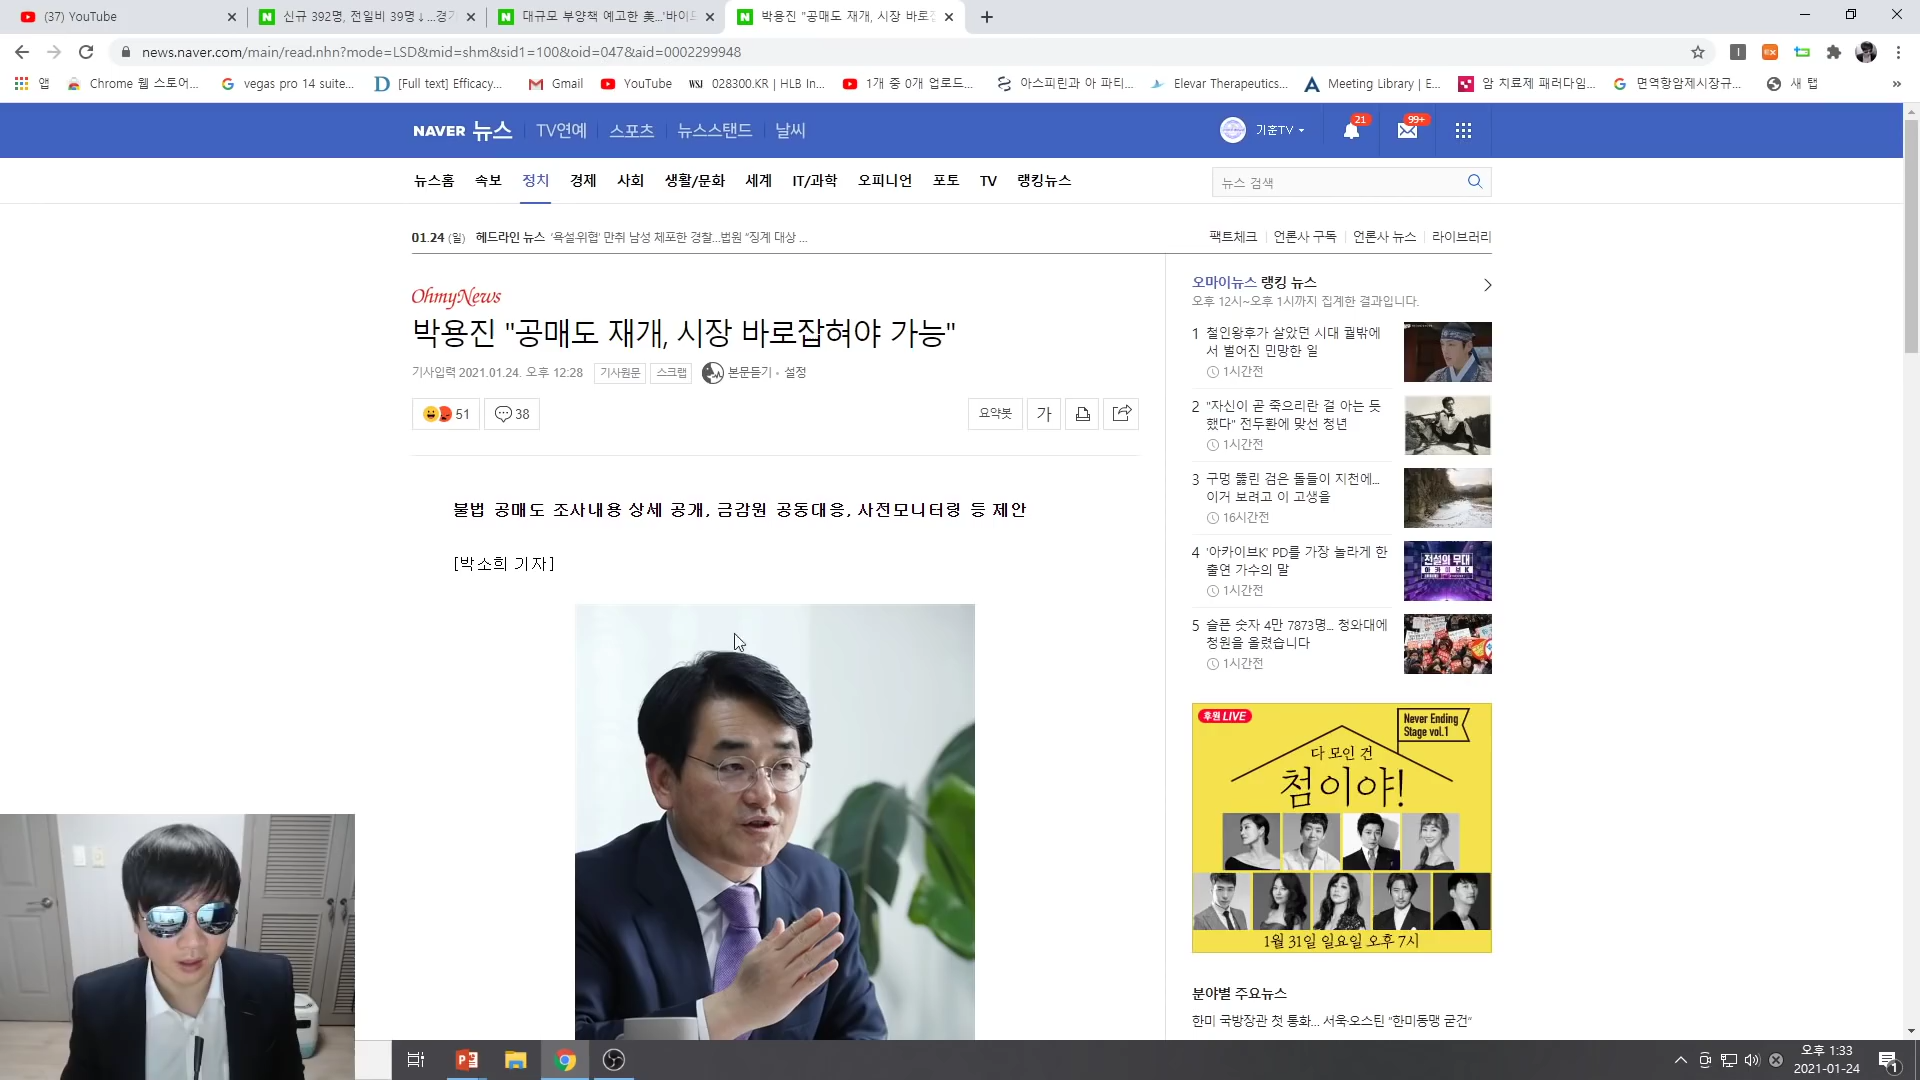 (37) YouTube
신규 392명, 전일비 39명↓...경기
대규모 부양책 예고한 美...'바이든
박용진 "공매도 재개, 시장 바로잡
news.naver.com/main/read.nhn?mode=LSD&mid=shm&sid1=100&oid=047&aid=0002299948
앱
Chrome 웹 스토어...
vegas pro 14 suite...
[Full text] Efficacy...
Gmail
YouTube
WSJ 028300.KR | HLB In...
1개 중 0개 업로드...
아스피린과 아 파티...
Elevar Therapeutics...
Meeting Library | E...
암 치료제 패러다임...
면역항암제시장규...
새 탭
NAVER 뉴스 TV연예 스포츠 뉴스스탠드 날씨
기훈TV
21
99+
뉴스홈 속보 정치 경제 사회 생활/문화 세계 IT/과학 오피니언 포토 TV 랭킹뉴스
뉴스 검색
01.24 (일) 헤드라인 뉴스 '욕설·위협' 만취 남성 체포한 경찰...법원 "징계 대상 ...
팩트체크 언론사 구독 언론사 뉴스 라이브러리
OhmyNews
박용진 "공매도 재개, 시장 바로잡혀야 가능"
기사입력 2021.01.24. 오후 12:28 기사원문 스크랩 본문듣기 · 설정
51
38
요약봇 가
불법 공매도 조사내용 상세 공개, 금감원 공동대응, 사전모니터링 등 제안
[박소희 기자]
오마이뉴스 랭킹 뉴스
오후 12시~오후 1시까지 집계한 결과입니다.
1 철인왕후가 살았던 시대 궐밖에
서 벌어진 민망한 일
1시간전
2 "자신이 곧 죽으리란 걸 아는 듯
했다" 전두환에 맞선 청년
1시간전
3 구멍 뚫린 검은 돌들이 지천에...
이거 보려고 이 고생을
16시간전
4 '아카이브K' PD를 가장 놀라게 한
출연 가수의 말
1시간전
전설의 무대
아카이브K
5 슬픈 숫자 4만 7873명... 청와대에
청원을 올렸습니다
1시간전
후원 LIVE
Never Ending
Stage vol.1
다 모인 건
첨이야!
1월 31일 일요일 오후 7시
분야별 주요뉴스
한미 국방장관 첫 통화... 서욱·오스틴 "한미동맹 굳건"
오후 1:33
2021-01-24
1